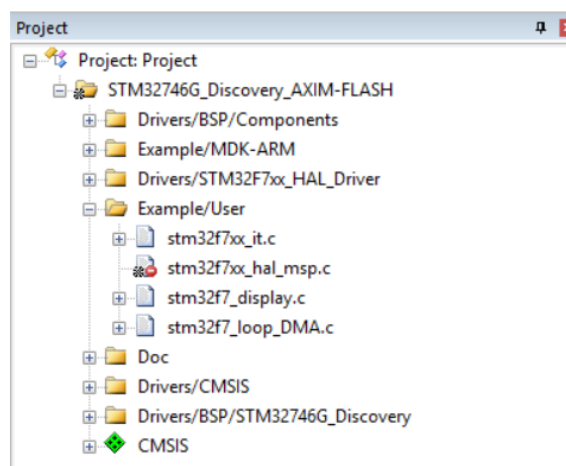 Project
Project: Project
STM32746G_Discovery_AXIM-FLASH
Drivers/BSP/Components
Example/MDK-ARM
Drivers/STM32F7xx_HAL_Driver
Example/User
stm32f7xx_it.c
stm32f7xx_hal_msp.c
stm32f7_display.c
stm32f7_loop_DMA.c
Doc
Drivers/CMSIS
Drivers/BSP/STM32746G_Discovery
CMSIS